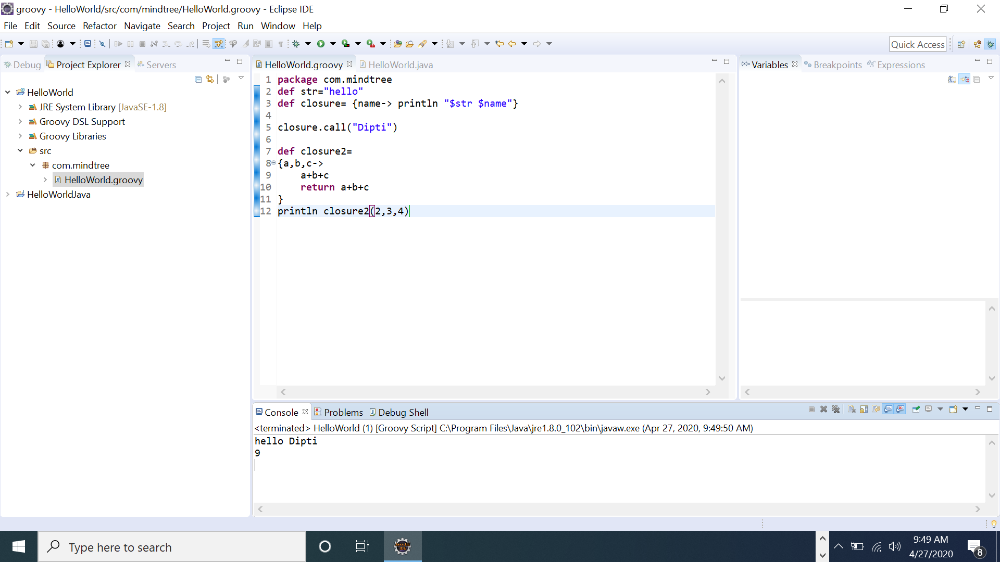 groovy - HelloWorld/src/com/mindtree/HelloWorld.groovy - Eclipse IDE
File Edit Source Refactor Navigate Search Project Run Window Help
Quick Access
Debug Project Explorer Servers
HelloWorld
JRE System Library [JavaSE-1.8]
Groovy DSL Support
Groovy Libraries
src
com.mindtree
HelloWorld.groovy
HelloWorldJava
HelloWorld.groovy HelloWorld.java
1 package com.mindtree
2 def str="hello"
3 def closure= {name-> println "$str $name"}
4
5 closure.call("Dipti")
6
7 def closure2=
8 {a,b,c->
9     a+b+c
10     return a+b+c
11 }
12 println closure2(2,3,4)
(x)= Variables Breakpoints Expressions
Console Problems Debug Shell
<terminated> HelloWorld (1) [Groovy Script] C:\Program Files\Java\jre1.8.0_102\bin\javaw.exe (Apr 27, 2020, 9:49:50 AM)
hello Dipti
9
Type here to search
Java EE
IDE
9:49 AM
4/27/2020
8